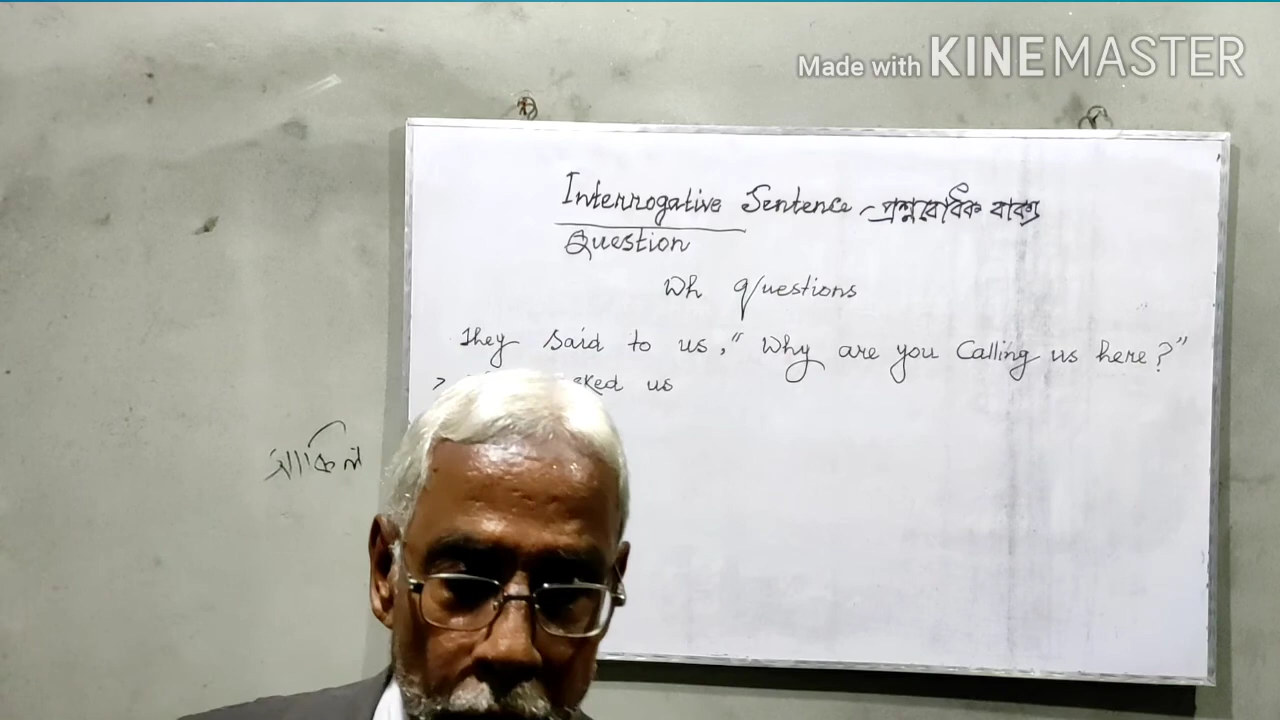 Made with KINEMASTER
Interrogative Sentence - প্রশ্নবোধক বাক্য
Question
Wh questions
They said to us, "Why are you Calling us here?"
> us